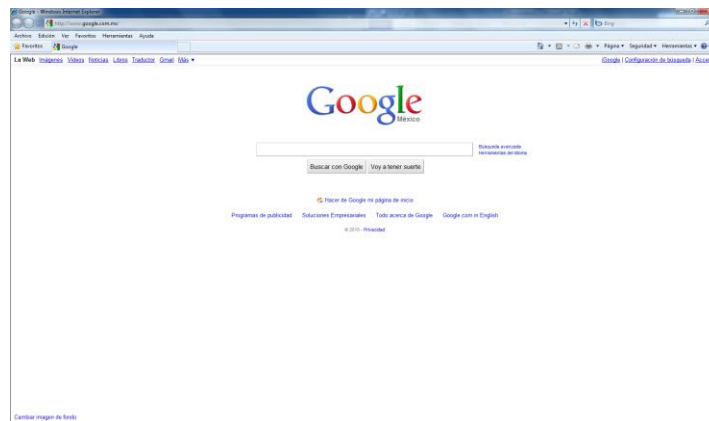 Google - Windows Internet Explorer
http://www.google.com.mx/
Bing
Archivo Edición Ver Favoritos Herramientas Ayuda
Favoritos Google
Página Seguridad Herramientas
La Web Imágenes Videos Noticias Libros Traductor Gmail Más
iGoogle | Configuración de búsqueda | Acce
Google
México
Búsqueda avanzada
Herramientas del idioma
Buscar con Google Voy a tener suerte
Hacer de Google mi página de inicio
Programas de publicidad Soluciones Empresariales Todo acerca de Google Google.com in English
© 2010 - Privacidad
Cambiar imagen de fondo